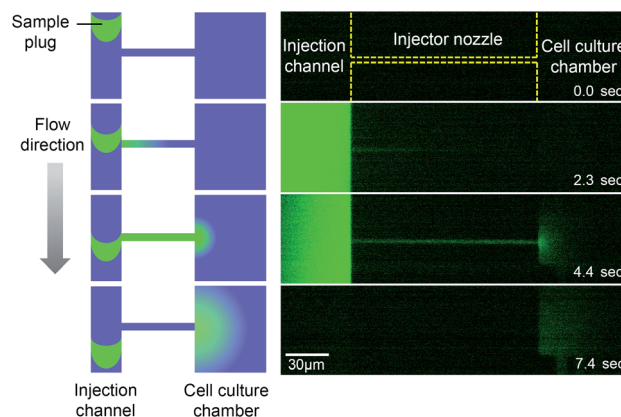 Sample
plug
Flow
direction
Injection
channel
Cell culture
chamber
Injection
channel
Injector nozzle
Cell culture
chamber
0.0 sec
2.3 sec
4.4 sec
7.4 sec
30μm